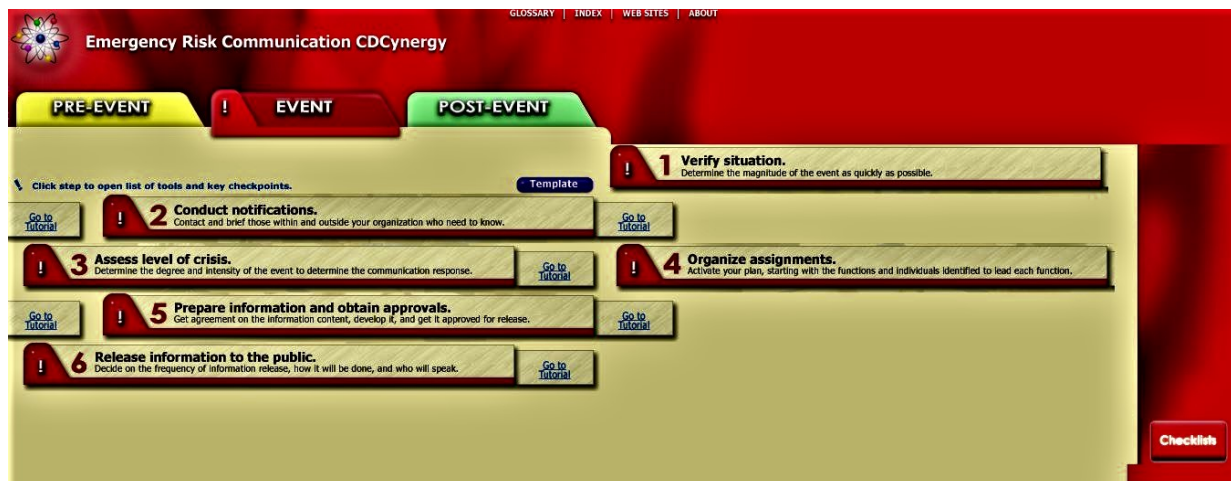 GLOSSARY | INDEX | WEB SITES | ABOUT
Emergency Risk Communication CDCynergy
PRE-EVENT
! EVENT
POST-EVENT
! 1 Verify situation.
Determine the magnitude of the event as quickly as possible.
Click step to open list of tools and key checkpoints.
Template
Go to
Tutorial
! 2 Conduct notifications.
Contact and brief those within and outside your organization who need to know.
Go to
Tutorial
! 3 Assess level of crisis.
Determine the degree and intensity of the event to determine the communication response.
Go to
Tutorial
! 4 Organize assignments.
Activate your plan, starting with the functions and individuals identified to lead each function.
Go to
Tutorial
! 5 Prepare information and obtain approvals.
Get agreement on the information content, develop it, and get it approved for release.
Go to
Tutorial
! 6 Release information to the public.
Decide on the frequency of information release, how it will be done, and who will speak.
Go to
Tutorial
Checklists